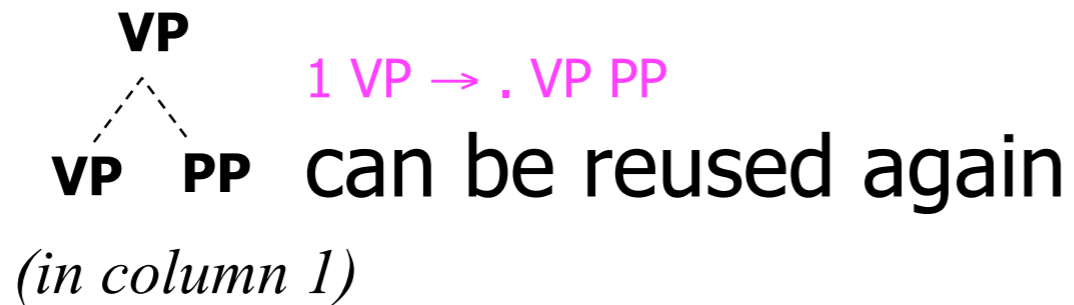 VP
1 VP → . VP PP
VP PP can be reused again
(in column 1)